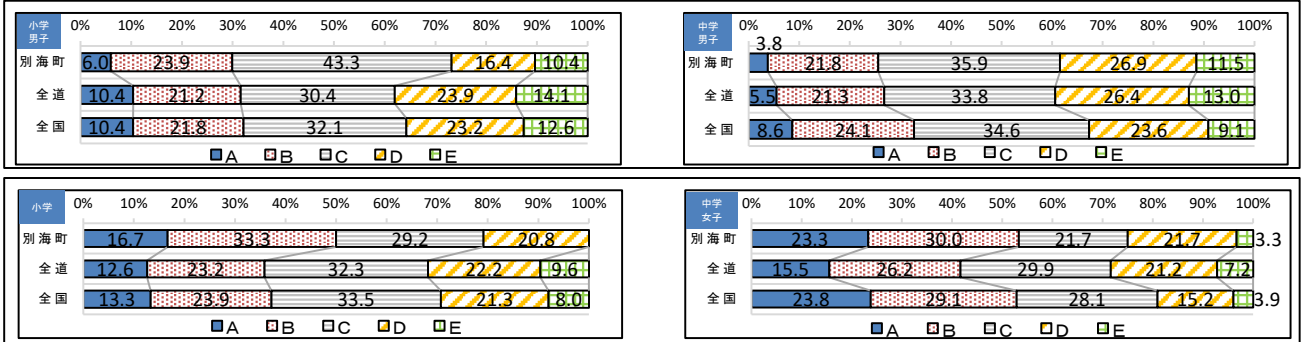 小学
男子
0% 10% 20% 30% 40% 50% 60% 70% 80% 90% 100%
別海町 6.0 23.9 43.3 16.4 10.4
全道 10.4 21.2 30.4 23.9 14.1
全国 10.4 21.8 32.1 23.2 12.6
A B C D E
中学
男子
0% 10% 20% 30% 40% 50% 60% 70% 80% 90% 100%
別海町 3.8 21.8 35.9 26.9 11.5
全道 5.5 21.3 33.8 26.4 13.0
全国 8.6 24.1 34.6 23.6 9.1
A B C D E
小学
0% 10% 20% 30% 40% 50% 60% 70% 80% 90% 100%
別海町 16.7 33.3 29.2 20.8
全道 12.6 23.2 32.3 22.2 9.6
全国 13.3 23.9 33.5 21.3 8.0
A B C D E
中学
女子
0% 10% 20% 30% 40% 50% 60% 70% 80% 90% 100%
別海町 23.3 30.0 21.7 21.7 3.3
全道 15.5 26.2 29.9 21.2 7.2
全国 23.8 29.1 28.1 15.2 3.9
A B C D E